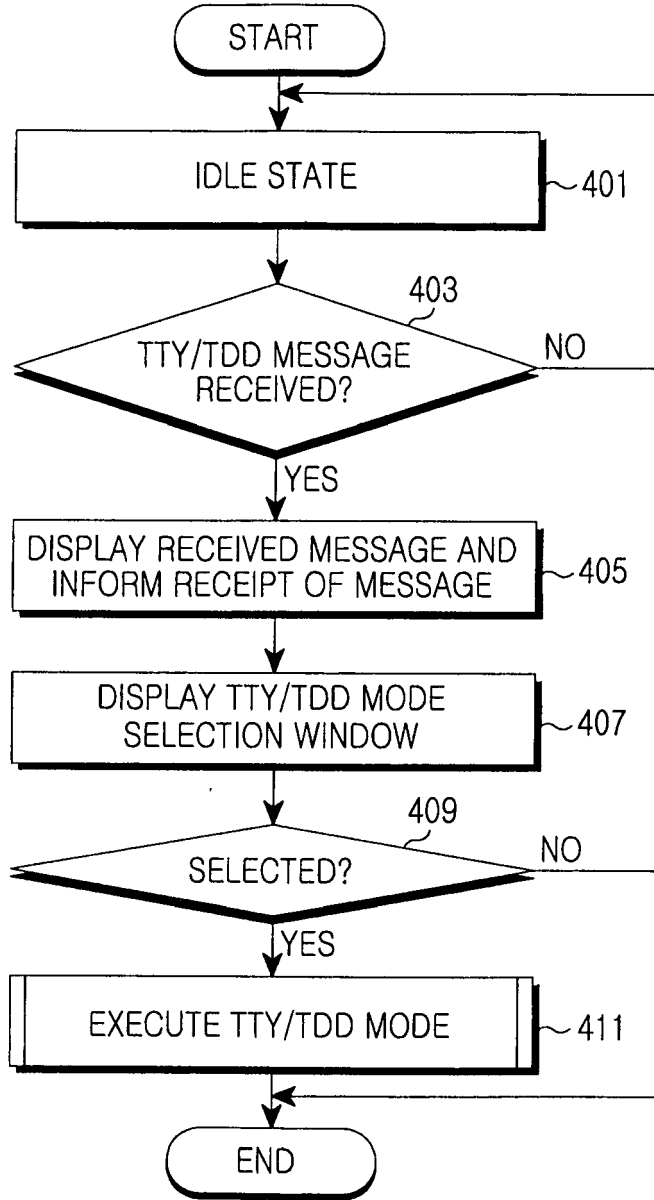 START
IDLE STATE
401
403
TTY/TDD MESSAGE
RECEIVED?
NO
YES
DISPLAY RECEIVED MESSAGE AND
INFORM RECEIPT OF MESSAGE
405
DISPLAY TTY/TDD MODE
SELECTION WINDOW
407
409
SELECTED?
NO
YES
EXECUTE TTY/TDD MODE
411
END